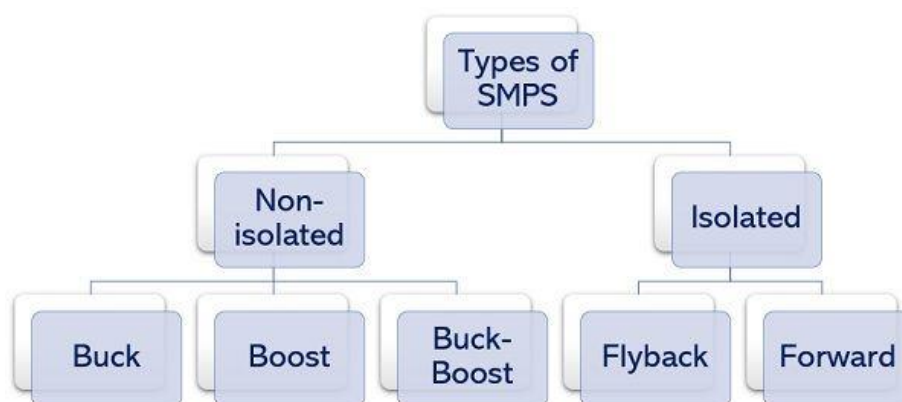 Types of
SMPS
Non-
isolated
Isolated
Buck
Boost
Buck-
Boost
Flyback
Forward